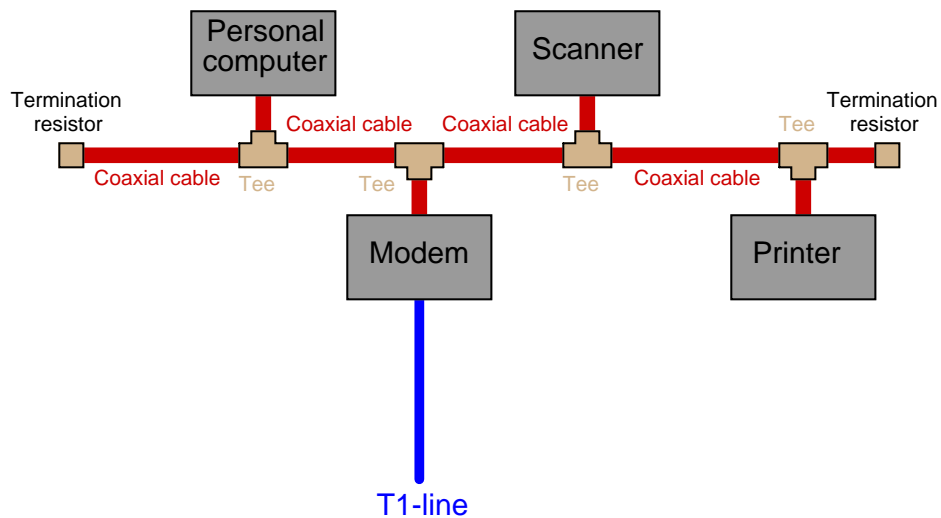 Personal
computer
Scanner
Termination
resistor
Coaxial cable
Coaxial cable
Tee
Termination
resistor
Coaxial cable
Tee
Tee
Tee
Coaxial cable
Modem
Printer
T1-line